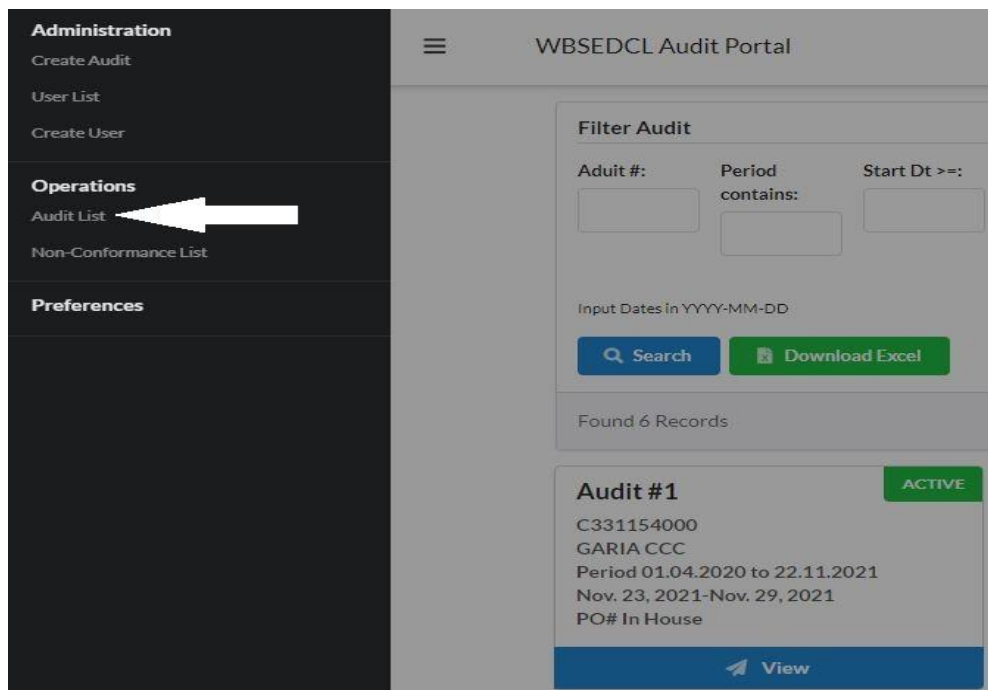 Administration
Create Audit
User List
Create User
Operations
Audit List
Non-Conformance List
Preferences
WBSEDCL Audit Portal
Filter Audit
Aduit #:
Period
contains:
Start Dt >=:
Input Dates in YYYY-MM-DD
Search
Download Excel
Found 6 Records
Audit #1
ACTIVE
C331154000
GARIA CCC
Period 01.04.2020 to 22.11.2021
Nov. 23, 2021-Nov. 29, 2021
PO# In House
View